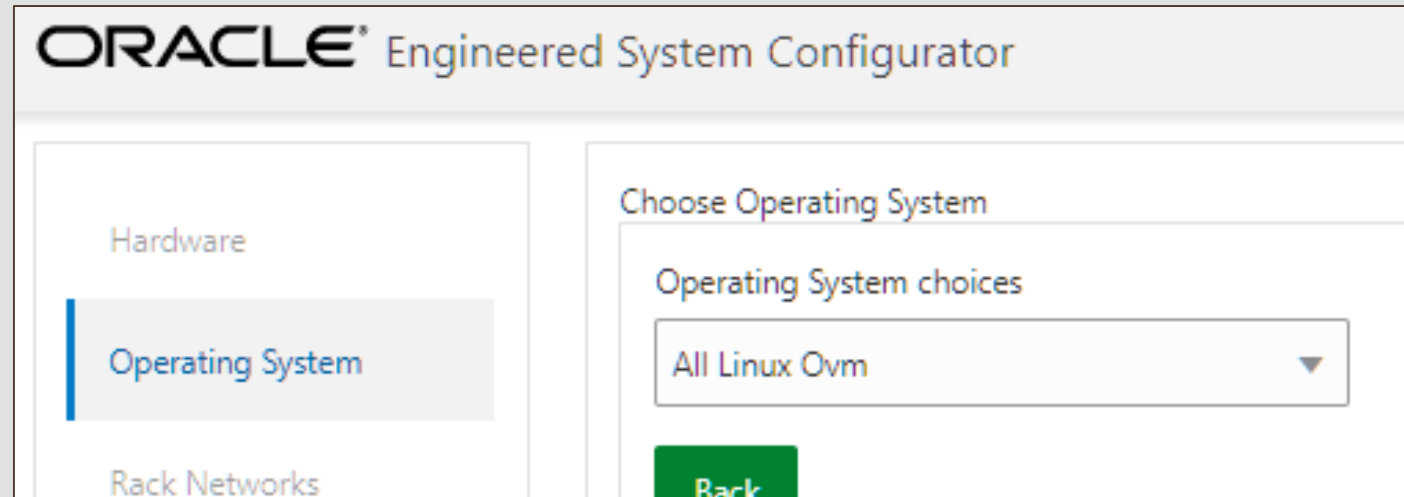 ORACLE® Engineered System Configurator
Hardware
Operating System
Rack Networks
Choose Operating System
Operating System choices
All Linux Ovm
Back